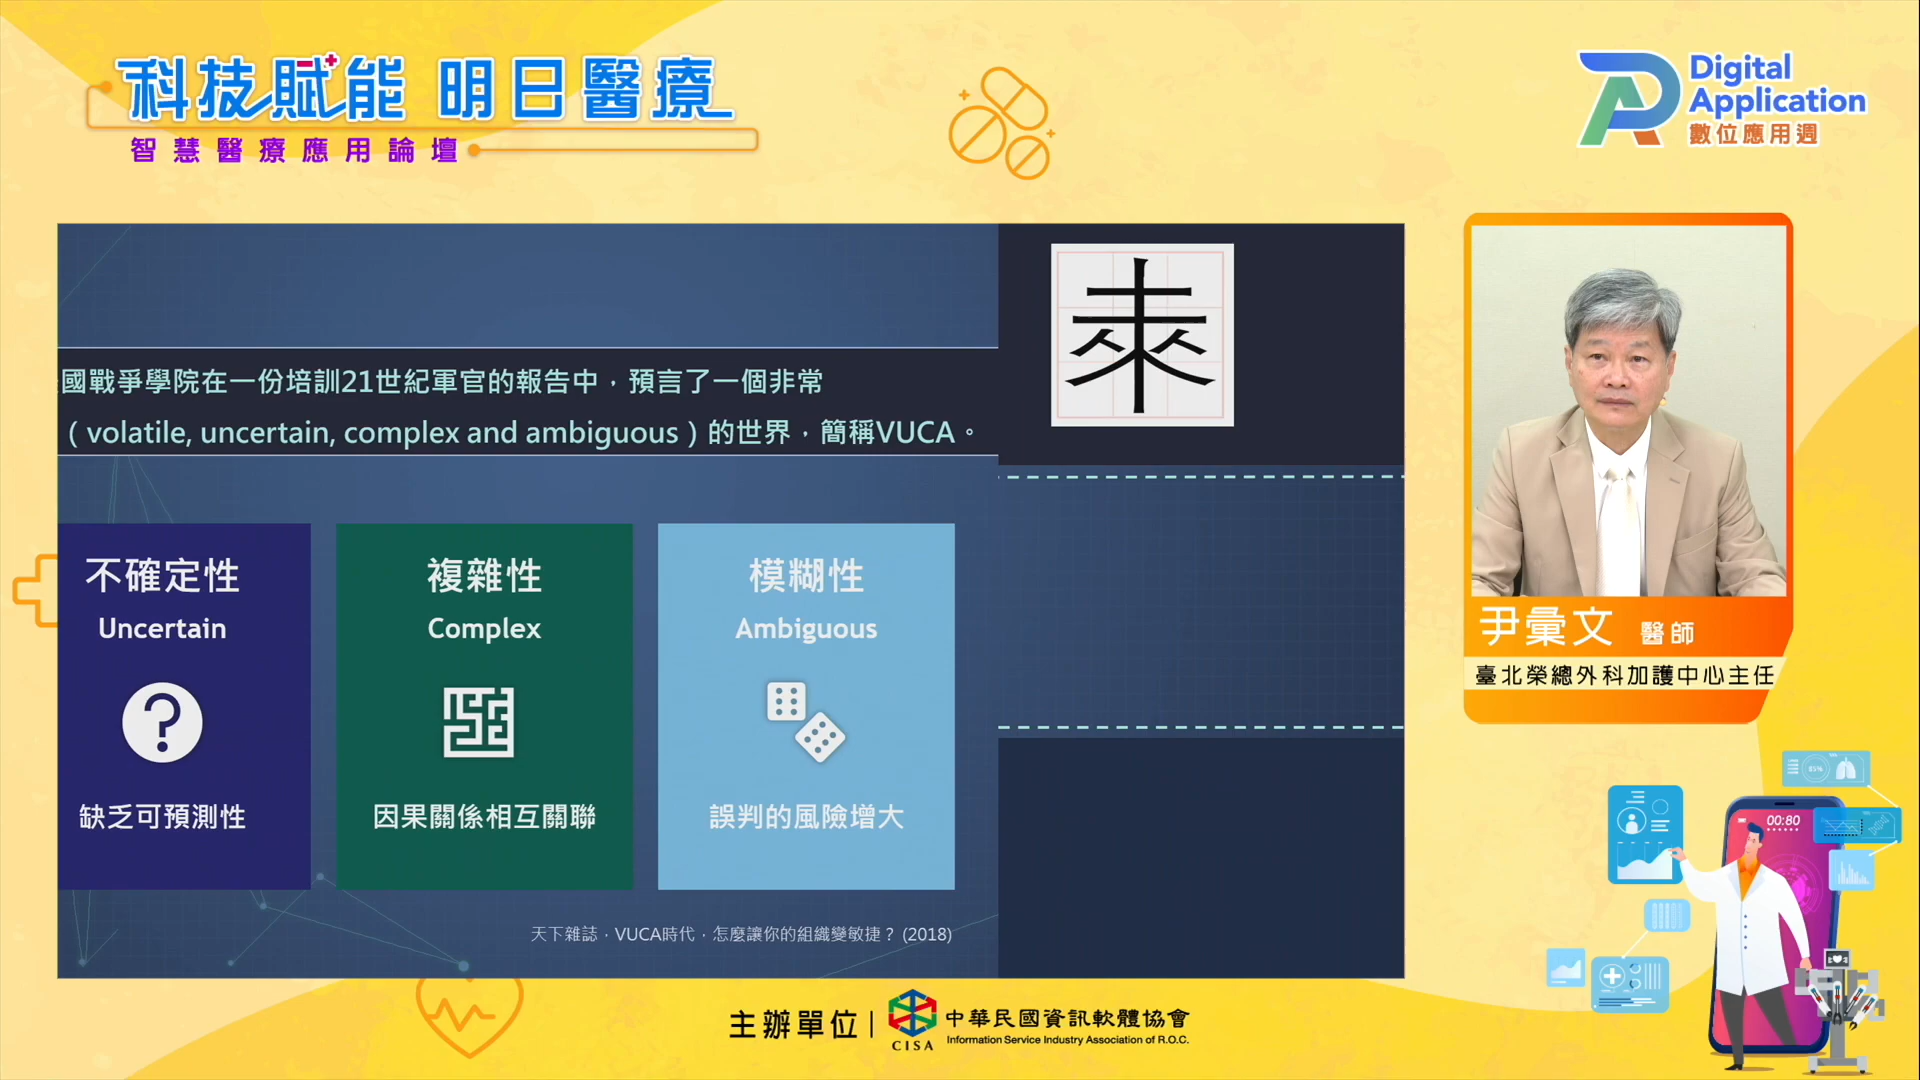 科技賦能 明日醫療
智慧醫療應用論壇
Digital
Application
數位應用週
國戰爭學院在一份培訓21世紀軍官的報告中，預言了一個非常
（volatile, uncertain, complex and ambiguous）的世界，簡稱VUCA。
不確定性
Uncertain
缺乏可預測性
複雜性
Complex
因果關係相互關聯
模糊性
Ambiguous
誤判的風險增大
天下雜誌，VUCA時代，怎麼讓你的組織變敏捷？ (2018)
尹彙文 醫師
臺北榮總外科加護中心主任
00:80
主辦單位
CISA
中華民國資訊軟體協會
Information Service Industry Association of R.O.C.